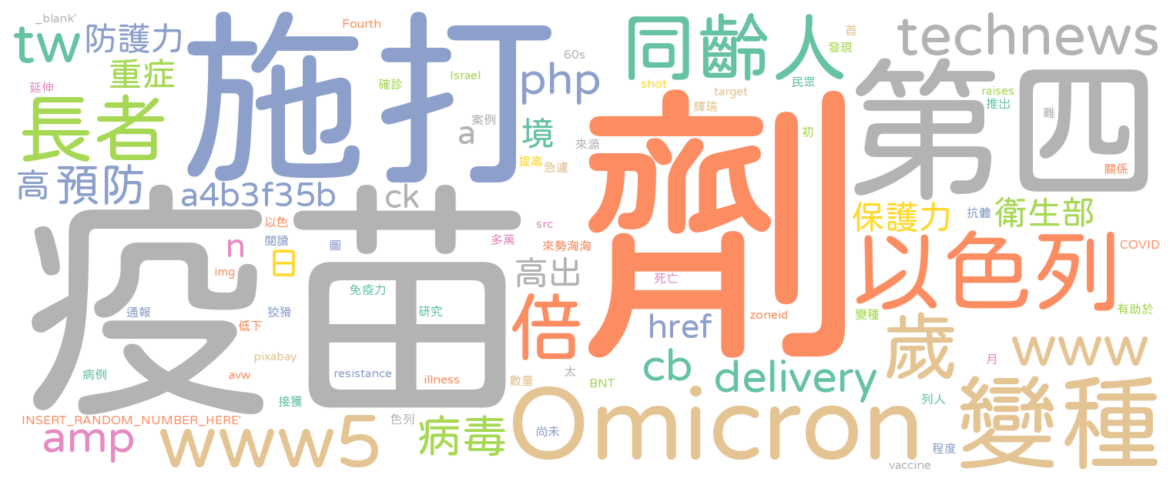 _blank'
tw
防護力
重症
延伸
長者
高
預防
施打
Fourth
確診
Israel
60s
php
a
案例
境
來源
提高
急遽
a4b3f35b
ck
同齡人
首
發現
民眾
shot
target
輝瑞
初
劑
technews
raises
推出
第四
難
關係
保護力
抗體
衛生部
疫苗
以色
閱讀
圖
n
日
img
通報
狡猾
低下
免疫力
研究
pixabay
病例
avw
resistance
illness
接獲
src
多萬
來勢洶洶
高出
倍
死亡
href
zoneid
變種
以色列
COVID
有助於
數量
太
BNT
cb
delivery
歲
www
月
列人
INSERT_RANDOM_NUMBER_HERE'
amp
www5
色列
病毒
尚未
Omicron
程度
vaccine
變種